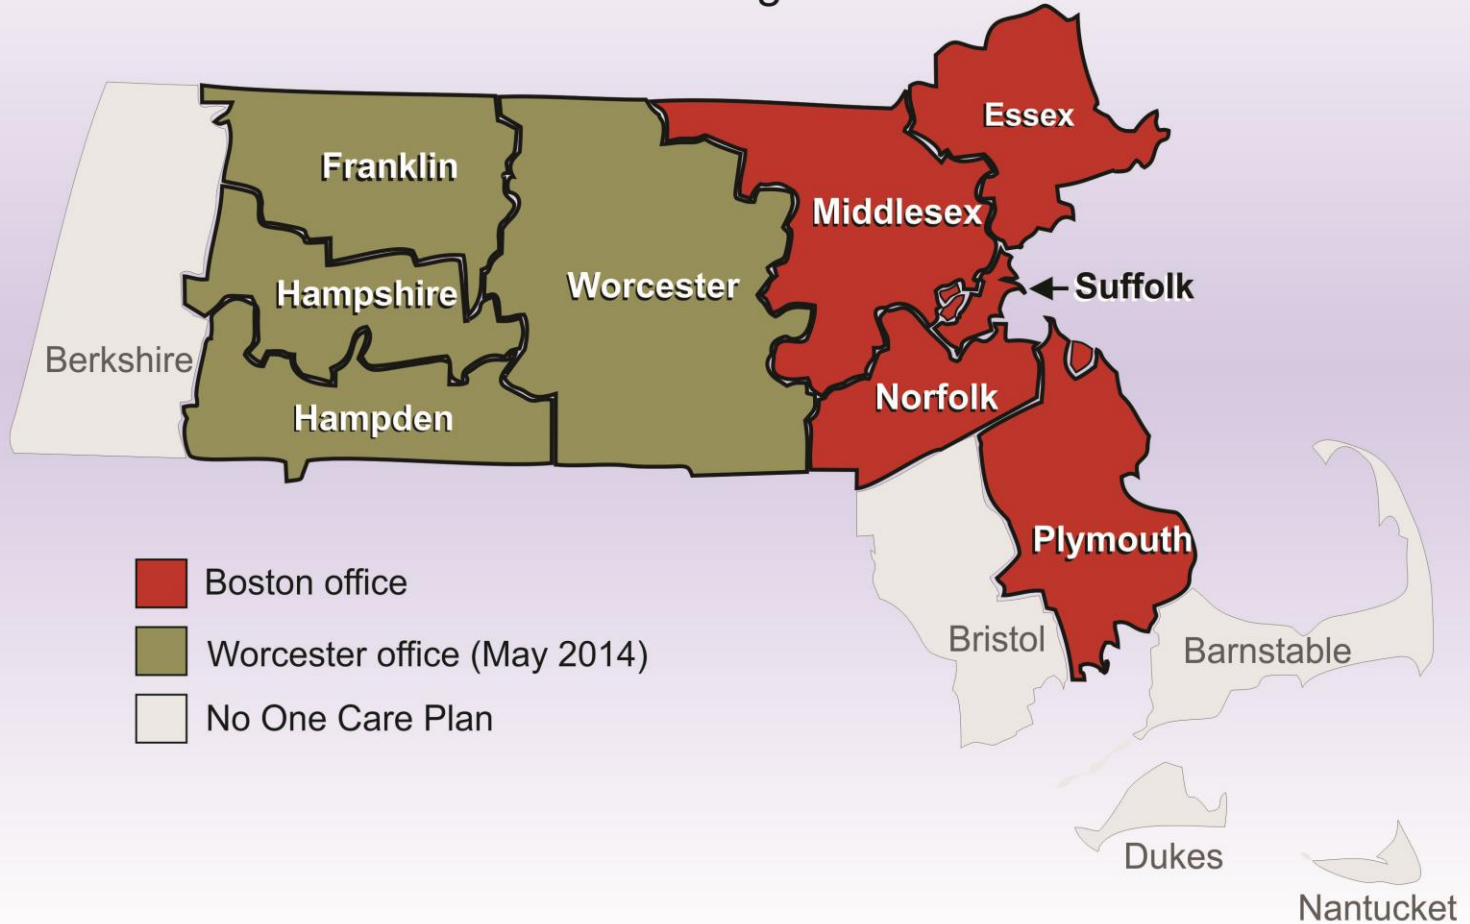 Essex
Franklin
Middlesex
Worcester
Suffolk
Hampshire
Berkshire
Norfolk
Hampden
Plymouth
Boston office
Bristol
Worcester office (May 2014)
Barnstable
No One Care Plan
Dukes
Nantucket